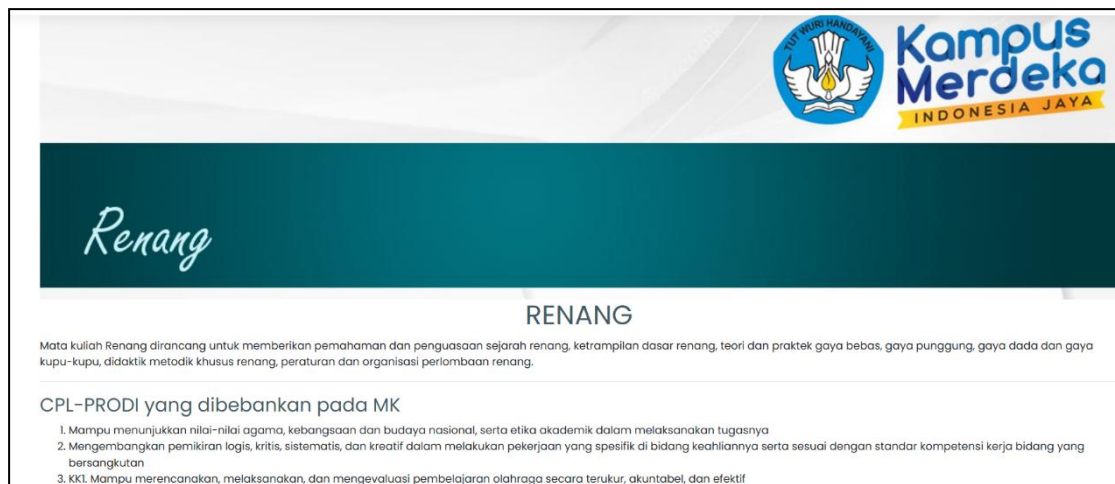 TUT WURI HANDAYANI
Kampus
Merdeka
INDONESIA JAYA
Renang
RENANG
Mata kuliah Renang dirancang untuk memberikan pemahaman dan penguasaan sejarah renang, ketrampilan dasar renang, teori dan praktek gaya bebas, gaya punggung, gaya dada dan gaya
kupu-kupu, didaktik metodik khusus renang, peraturan dan organisasi perlombaan renang.
CPL-PRODI yang dibebankan pada MK
1. Mampu menunjukkan nilai-nilai agama, kebangsaan dan budaya nasional, serta etika akademik dalam melaksanakan tugasnya
2. Mengembangkan pemikiran logis, kritis, sistematis, dan kreatif dalam melakukan pekerjaan yang spesifik di bidang keahliannya serta sesuai dengan standar kompetensi kerja bidang yang
bersangkutan
3. KK1. Mampu merencanakan, melaksanakan, dan mengevaluasi pembelajaran olahraga secara terukur, akuntabel, dan efektif